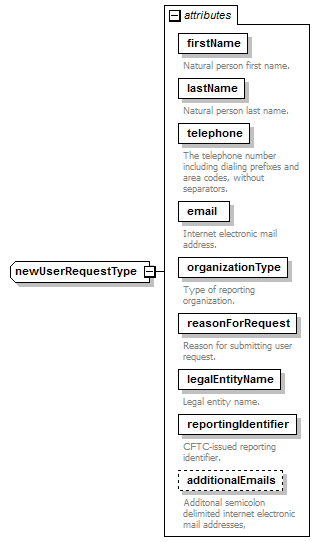 attributes
firstName
Natural person first name.
lastName
Natural person last name.
telephone
The telephone number
including dialing prefixes and
area codes, without
separators.
email
Internet electronic mail
address.
newUserRequestType
organizationType
Type of reporting
organization.
reasonForRequest
Reason for submitting user
request.
legalEntityName
Legal entity name.
reportingIdentifier
CFTC-issued reporting
identifier.
additionalEmails
Additonal semicolon
delimited internet electronic
mail addresses,